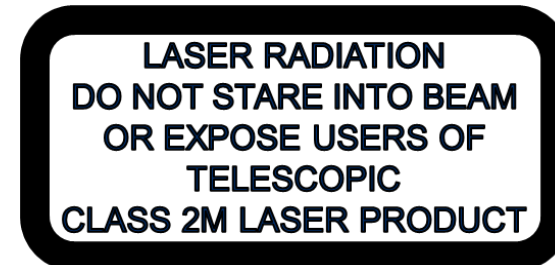 LASER RADIATION
DO NOT STARE INTO BEAM
OR EXPOSE USERS OF
TELESCOPIC
CLASS 2M LASER PRODUCT